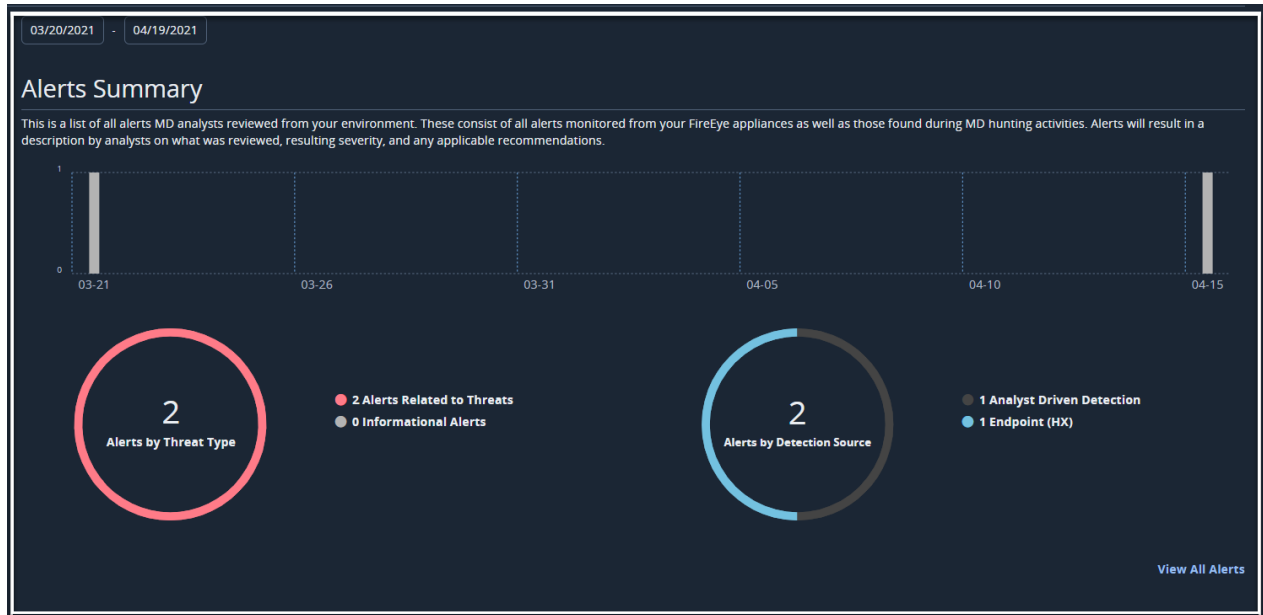 03/20/2021 - 04/19/2021
Alerts Summary
This is a list of all alerts MD analysts reviewed from your environment. These consist of all alerts monitored from your FireEye appliances as well as those found during MD hunting activities. Alerts will result in a
description by analysts on what was reviewed, resulting severity, and any applicable recommendations.
1
0
03-21 03-26 03-31 04-05 04-10 04-15
2
Alerts by Threat Type
2 Alerts Related to Threats
0 Informational Alerts
2
Alerts by Detection Source
1 Analyst Driven Detection
1 Endpoint (HX)
View All Alerts